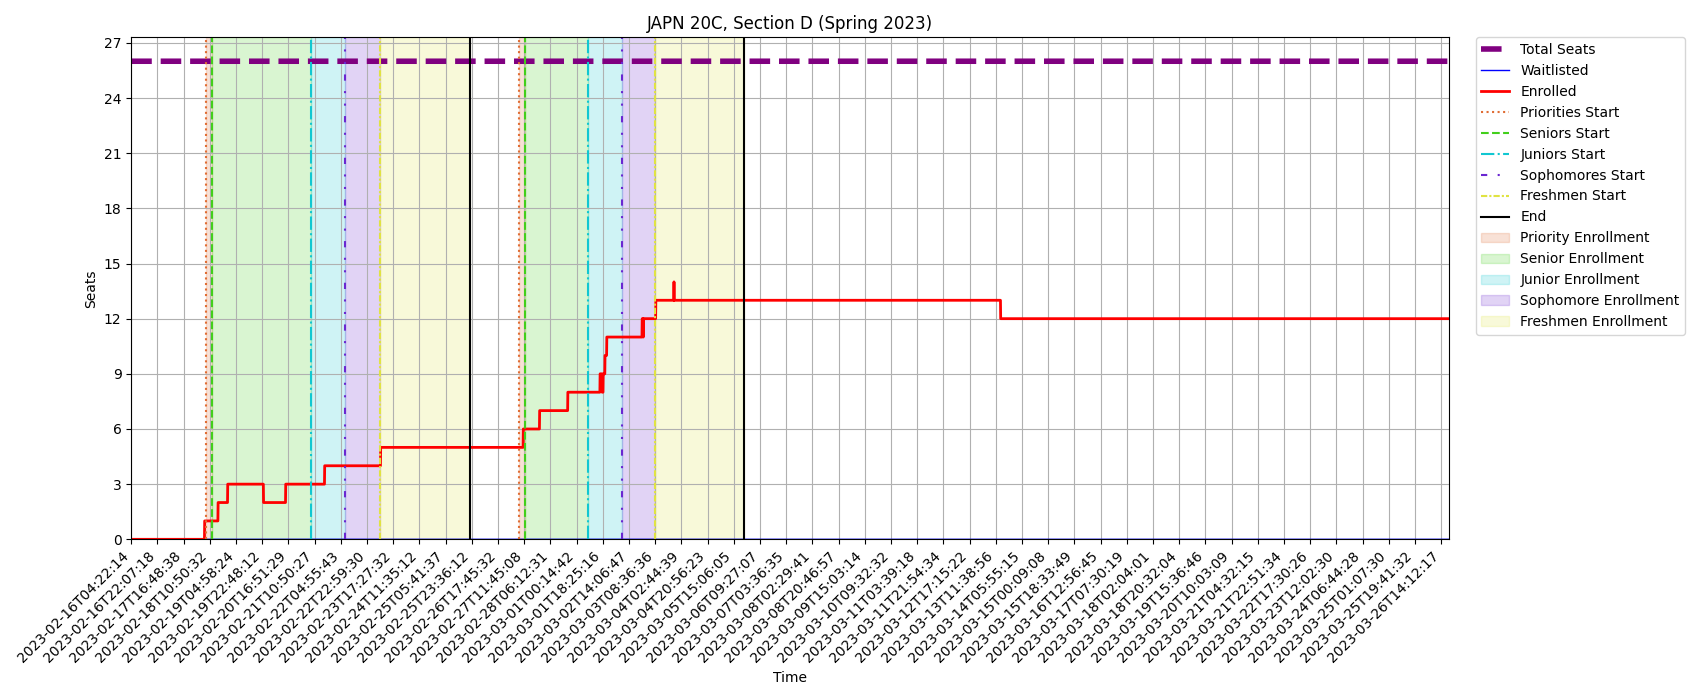 JAPN 20C, Section D (Spring 2023)
Seats
27
24
21
18
15
12
9
6
3
0
2023-02-16T04:22:14
2023-02-16T22:07:18
2023-02-17T16:48:38
2023-02-18T10:50:32
2023-02-19T04:58:24
2023-02-19T22:48:12
2023-02-20T16:51:29
2023-02-21T10:50:27
2023-02-22T04:55:43
2023-02-22T22:59:30
2023-02-23T17:27:32
2023-02-24T11:35:12
2023-02-25T05:41:37
2023-02-25T23:36:12
2023-02-26T17:45:32
2023-02-27T11:45:08
2023-02-28T06:12:31
2023-03-01T00:14:42
2023-03-01T18:25:16
2023-03-02T14:06:47
2023-03-03T08:36:36
2023-03-04T02:44:39
2023-03-04T20:56:23
2023-03-05T15:06:05
2023-03-06T09:27:07
2023-03-07T03:36:35
2023-03-08T02:29:41
2023-03-08T20:46:57
2023-03-09T15:03:14
2023-03-10T09:32:32
2023-03-11T03:39:18
2023-03-11T21:54:34
2023-03-12T17:15:22
2023-03-13T11:38:56
2023-03-14T05:55:15
2023-03-15T00:09:08
2023-03-15T18:33:49
2023-03-16T12:56:45
2023-03-17T07:30:19
2023-03-18T02:04:01
2023-03-18T20:32:04
2023-03-19T15:36:46
2023-03-20T10:03:09
2023-03-21T04:32:15
2023-03-21T22:51:34
2023-03-22T17:30:26
2023-03-23T12:02:30
2023-03-24T06:44:28
2023-03-25T01:07:30
2023-03-25T19:41:32
2023-03-26T14:12:17
Time
Total Seats
Waitlisted
Enrolled
Priorities Start
Seniors Start
Juniors Start
Sophomores Start
Freshmen Start
End
Priority Enrollment
Senior Enrollment
Junior Enrollment
Sophomore Enrollment
Freshmen Enrollment